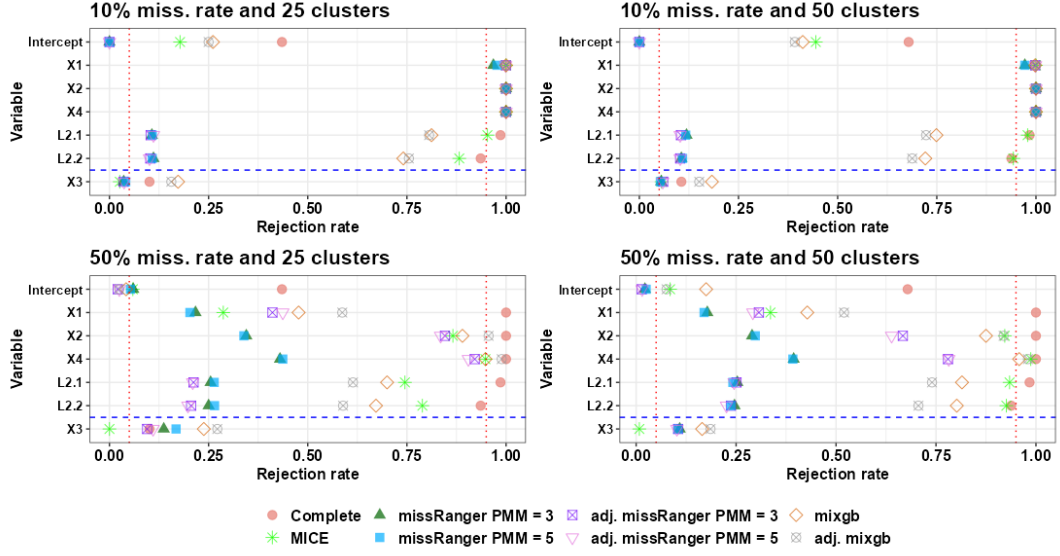 10% miss. rate and 25 clusters
Variable
Intercept
X1
X2
X4
L2.1
L2.2
X3
0.00 0.25 0.50 0.75 1.00
Rejection rate
10% miss. rate and 50 clusters
Variable
Intercept
X1
X2
X4
L2.1
L2.2
X3
0.00 0.25 0.50 0.75 1.00
Rejection rate
50% miss. rate and 25 clusters
Variable
Intercept
X1
X2
X4
L2.1
L2.2
X3
0.00 0.25 0.50 0.75 1.00
Rejection rate
50% miss. rate and 50 clusters
Variable
Intercept
X1
X2
X4
L2.1
L2.2
X3
0.00 0.25 0.50 0.75 1.00
Rejection rate
Complete missRanger PMM = 3 adj. missRanger PMM = 3 mixgb
MICE missRanger PMM = 5 adj. missRanger PMM = 5 adj. mixgb